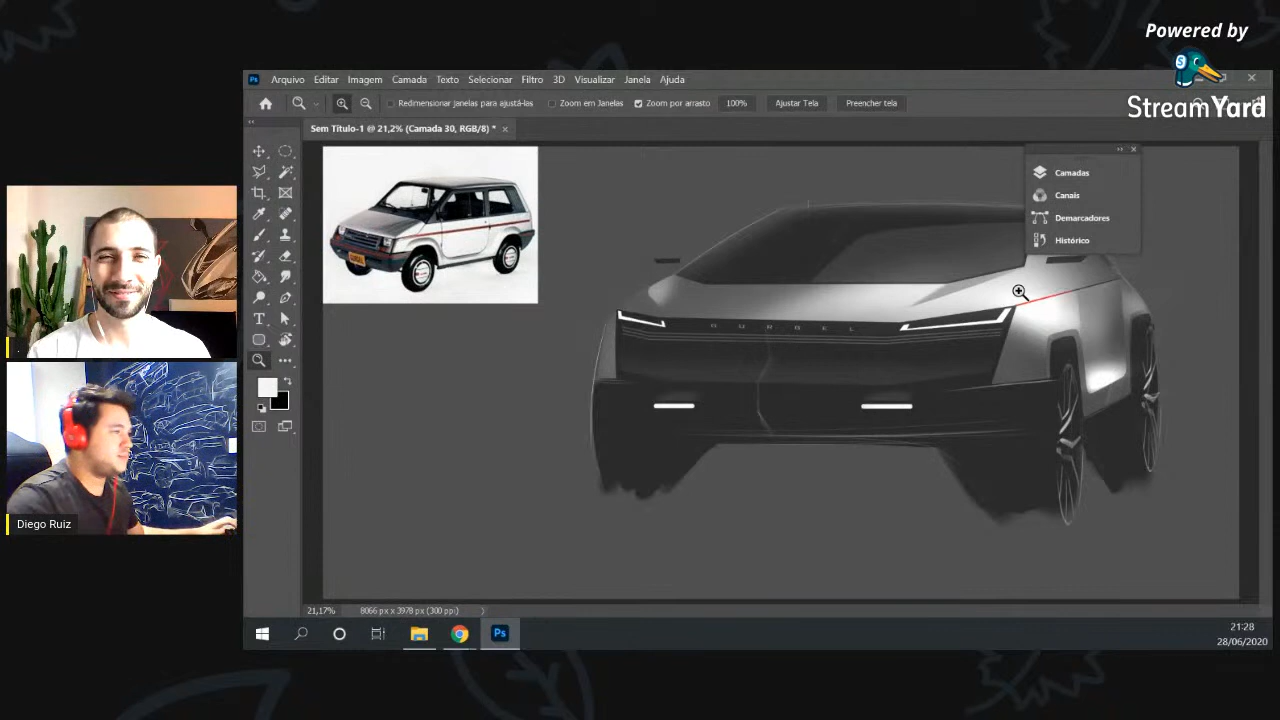 Powered by
StreamYard
Arquivo Editar Imagem Camada Texto Selecionar Filtro 3D Visualizar Janela Ajuda
Redimensionar janelas para ajustá-las Zoom em Janelas Zoom por arrasto 100% Ajustar Tela Preencher tela
Sem Título-1 @ 21,2% (Camada 30, RGB/8) *
Camadas
Canais
Demarcadores
Histórico
G U R G E L
Diego Ruiz
21,17% 8066 px x 3978 px (300 ppi)
Ps
21:28
28/06/2020